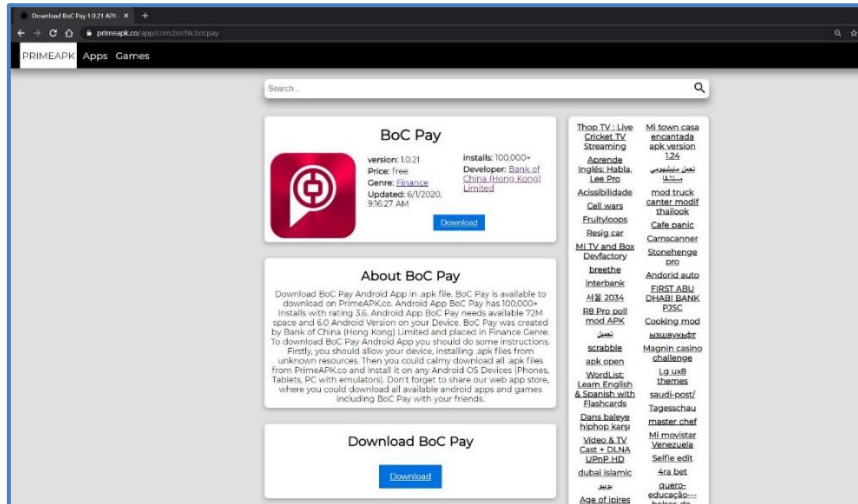 Download BoC Pay 1.0.21 APK
primeapk.co/app/com.bochk.bocpay
PRIMEAPK Apps Games
Search...
BoC Pay
version: 1.0.21
Price: free
Genre: Finance
Updated: 6/1/2020,
9:16:27 AM
installs: 100,000+
Developer: Bank of
China (Hong Kong)
Limited
Download
About BoC Pay
Download BoC Pay Android App in .apk file. BoC Pay is available to
download on PrimeAPK.co. Android App BoC Pay has 100,000+
Installs with rating 3.6. Android App BoC Pay needs available 72M
space and 6.0 Android Version on your Device. BoC Pay was created
by Bank of China (Hong Kong) Limited and placed in Finance Genre.
To download BoC Pay Android App you should do some instructions.
Firstly, you should allow your device, installing .apk files from
unknown resources. Then you could calmy download all .apk files
from PrimeAPK.co and Install it on any Android OS Devices (Phones,
Tablets, PC with emulators). Don't forget to share our web app store,
where you could download all available android apps and games
including BoC Pay with your friends.
Download BoC Pay
Download
Thop TV : Live
Cricket TV
Streaming
Aprende
Inglés: Habla,
Lee Pro
Acissibilidade
Cell wars
Fruityloops
Resig car
MI TV and Box
Devfactory
breethe
interbank
서울 2034
RB Pro poll
mod APK
تحميل
scrabble
apk open
WordList:
Learn English
& Spanish with
Flashcards
Dans baleye
hiphop karşı
Video & TV
Cast + DLNA
UPnP HD
dubai islamic
Age of ipires
Mi town casa
encantada
apk version
1.24
mod truck
canter modif
thailook
Cafe panic
Camscanner
Stonehenge
pro
Andorid auto
FIRST ABU
DHABI BANK
PJSC
Cooking mod
Magnin casino
challenge
Lg ux8
themes
saudi-post/
Tagesschau
master chef
Mi movistar
Venezuela
Selfie edit
4ra bet
quero-
educação---